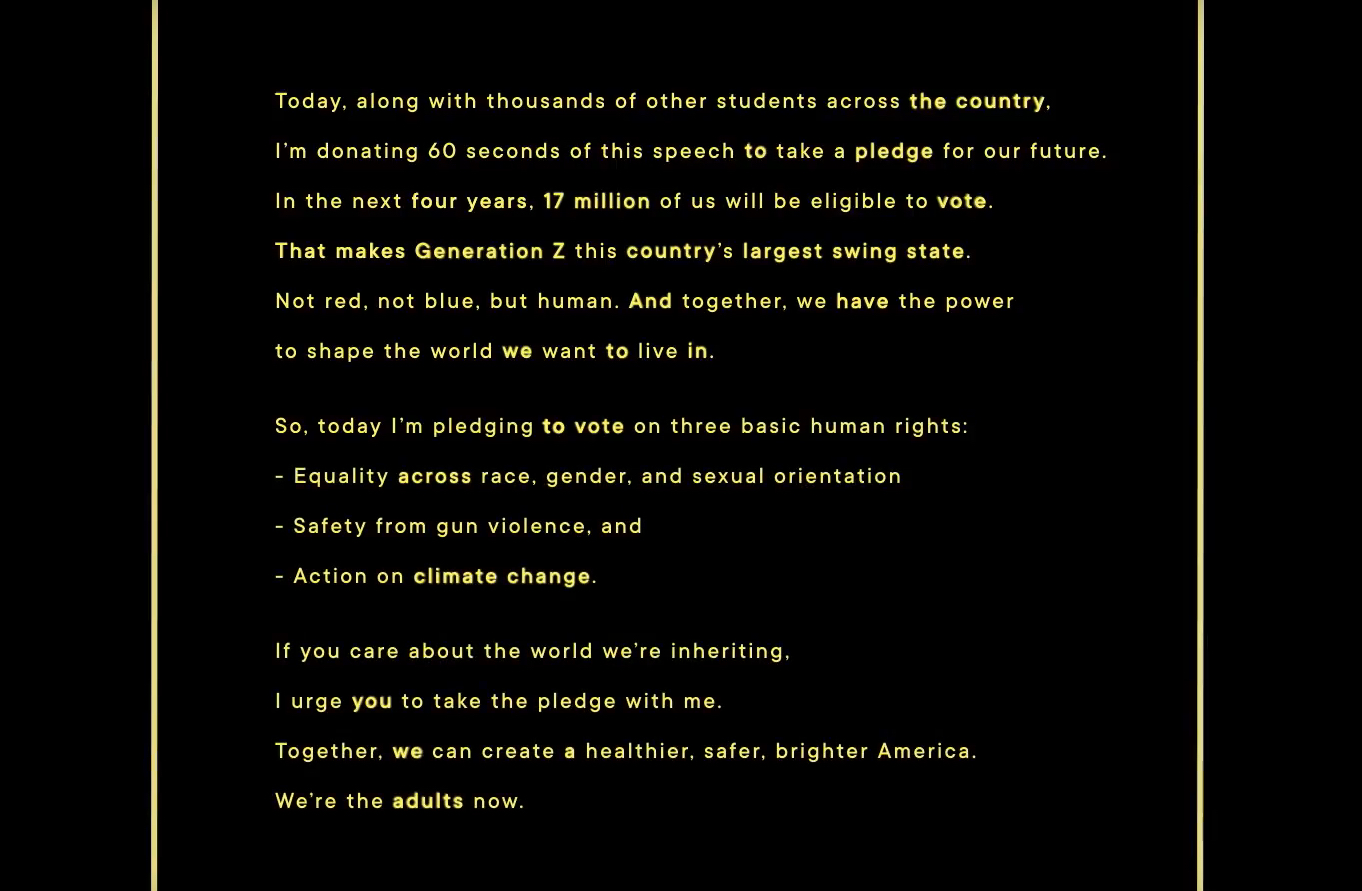 Today, along with thousands of other students across the country,
I’m donating 60 seconds of this speech to take a pledge for our future.
In the next four years, 17 million of us will be eligible to vote.
That makes Generation Z this country’s largest swing state.
Not red, not blue, but human. And together, we have the power
to shape the world we want to live in.
So, today I’m pledging to vote on three basic human rights:
- Equality across race, gender, and sexual orientation
- Safety from gun violence, and
- Action on climate change.
If you care about the world we’re inheriting,
I urge you to take the pledge with me.
Together, we can create a healthier, safer, brighter America.
We’re the adults now.